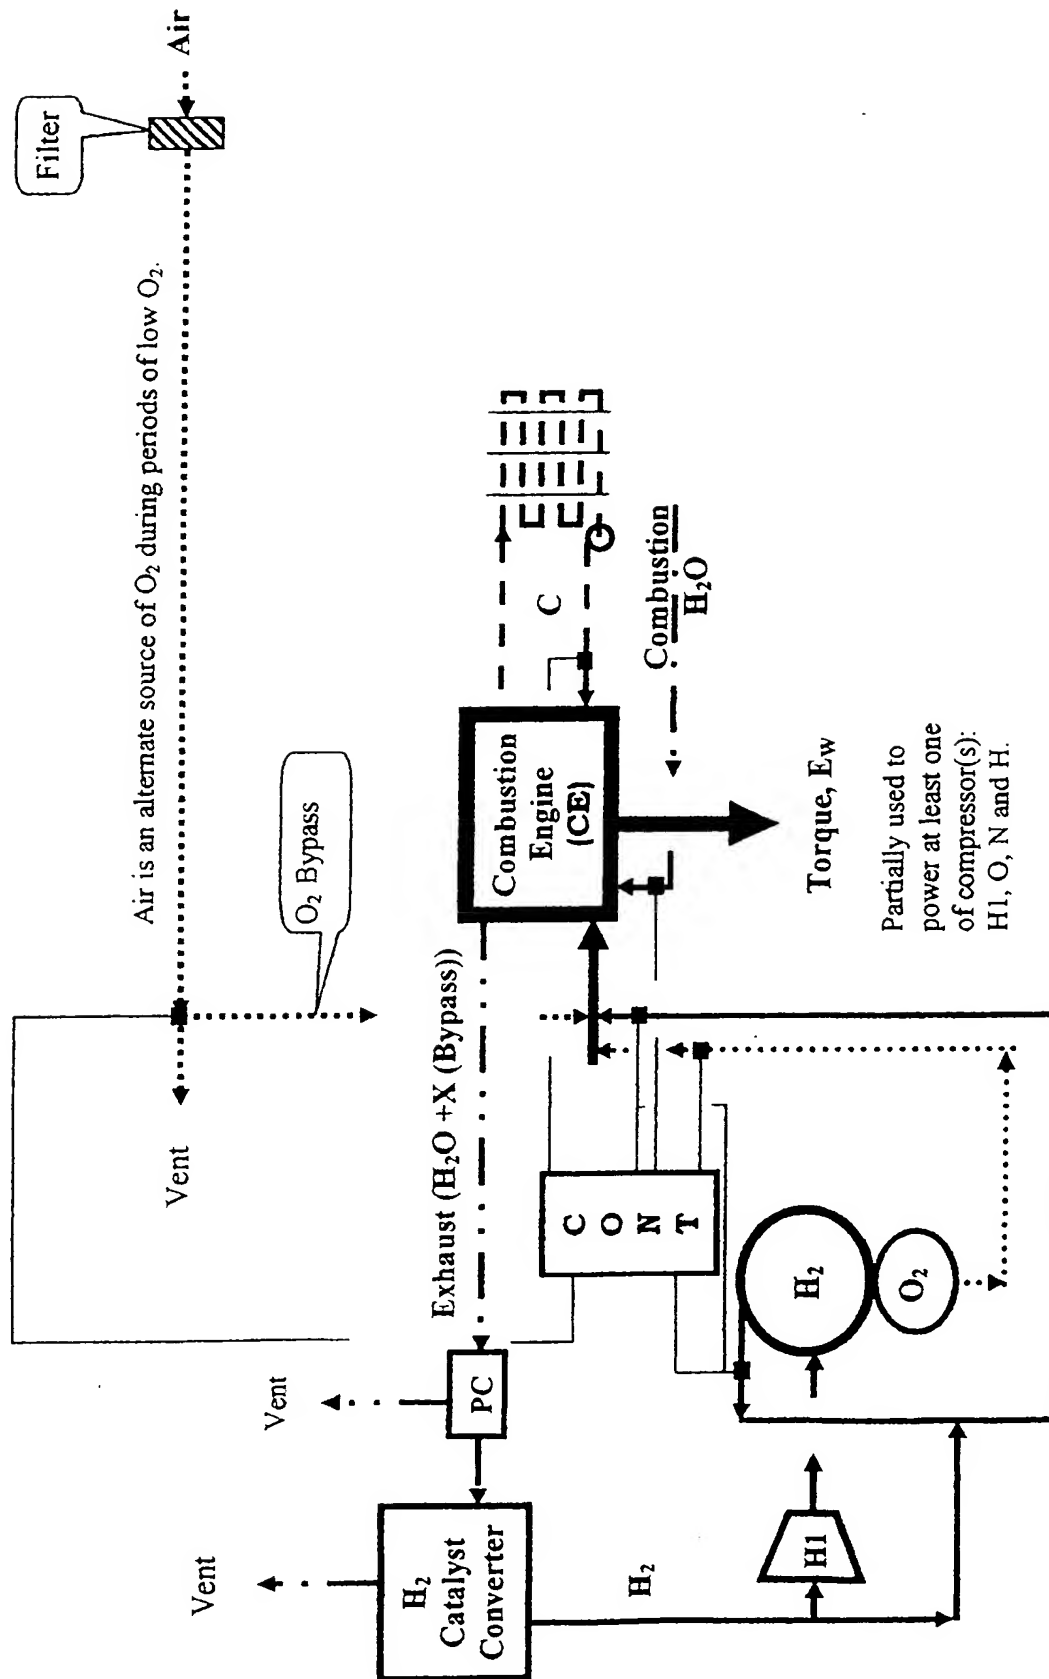 Air
Filter
Air is an alternate source of O₂ during periods of low O₂.
O₂ Bypass
Vent
Exhaust (H₂O +X (Bypass))
Combustion
Engine
(CE)
C
Combustion
H₂O
Torque, Ew
Partially used to
power at least one
of compressor(s):
H1, O, N and H.
C
O
N
T
H₂
O₂
Vent
PC
Vent
H₂
Catalyst
Converter
H₂
H1